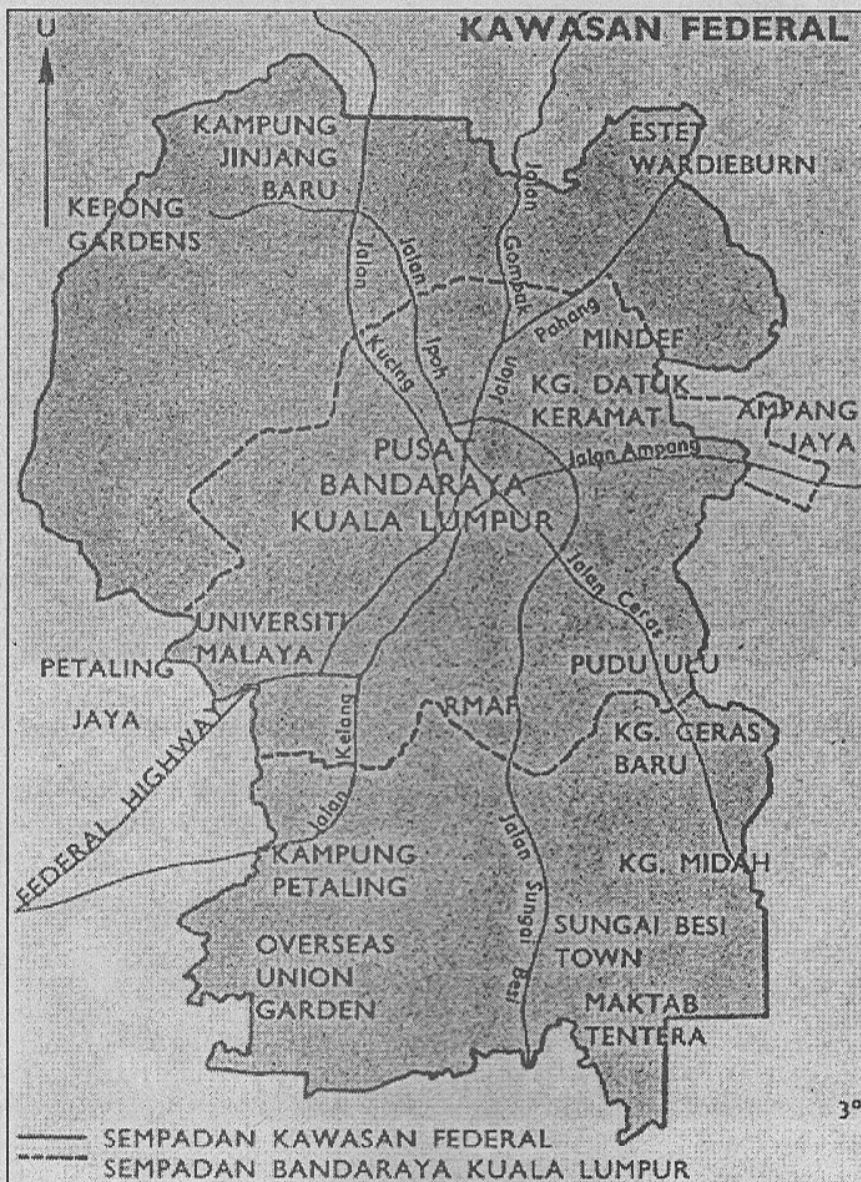 KAWASAN FEDERAL
U
KAMPUNG
JINJANG
BARU
ESTET
WARDIEBURN
KEPONG
GARDENS
Jalan
Gombak
Jalan
Kucing
Jalan
Ipoh
Jalan
Pahang
MINDEF
KG. DATUK
KERAMAT
AMPANG
JAYA
Jalan Ampang
PUSAT
BANDARAYA
KUALA LUMPUR
Jalan Ceras
UNIVERSITI
MALAYA
PETALING
JAYA
PUDU ULU
RMAF
KG. CERAS
BARU
FEDERAL HIGHWAY
Jalan
Kelang
KAMPUNG
PETALING
KG. MIDAH
Jalan
Sungai
Besi
OVERSEAS
UNION
GARDEN
SUNGAI BESI
TOWN
MAKTAB
TENTERA
3°
SEMPADAN KAWASAN FEDERAL
SEMPADAN BANDARAYA KUALA LUMPUR